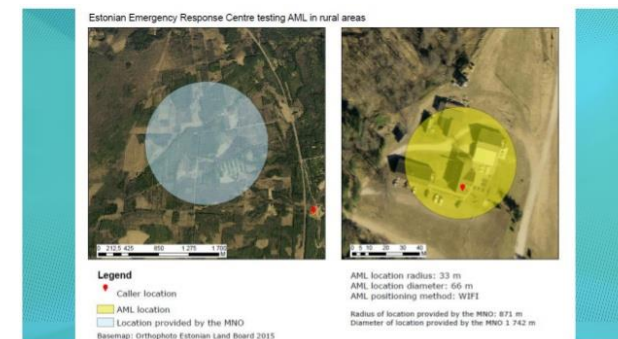 Estonian Emergency Response Centre testing AML in rural areas
0 212,5 425 850 1 275 1 700
M
0 5 10 20 30 40
M
Legend
Caller location
AML location
Location provided by the MNO
Basemap: Orthophoto Estonian Land Board 2015
AML location radius: 33 m
AML location diameter: 66 m
AML positioning method: WIFI
Radius of location provided by the MNO: 871 m
Diameter of location provided by the MNO 1 742 m